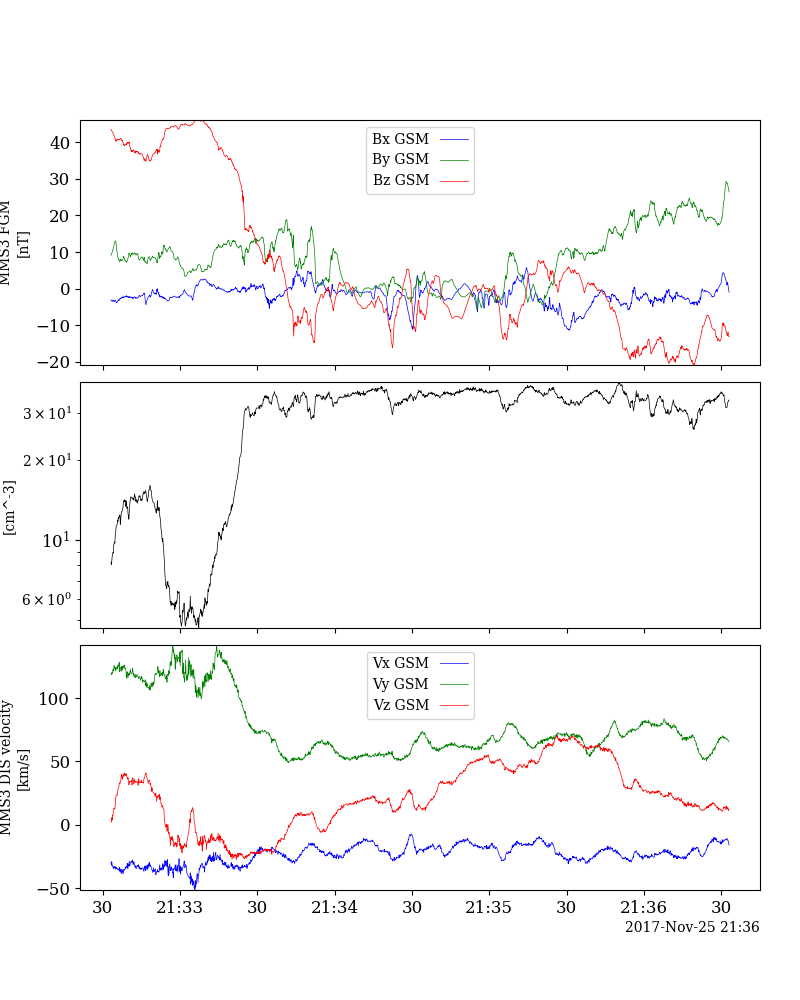 MMS3 FGM
[nT]
40
30
20
10
0
−10
−20
Bx GSM
By GSM
Bz GSM
[cm^-3]
3 × 10¹
2 × 10¹
10¹
6 × 10⁰
MMS3 DIS velocity
[km/s]
100
50
0
−50
Vx GSM
Vy GSM
Vz GSM
30 21:33 30 21:34 30 21:35 30 21:36 30
2017-Nov-25 21:36